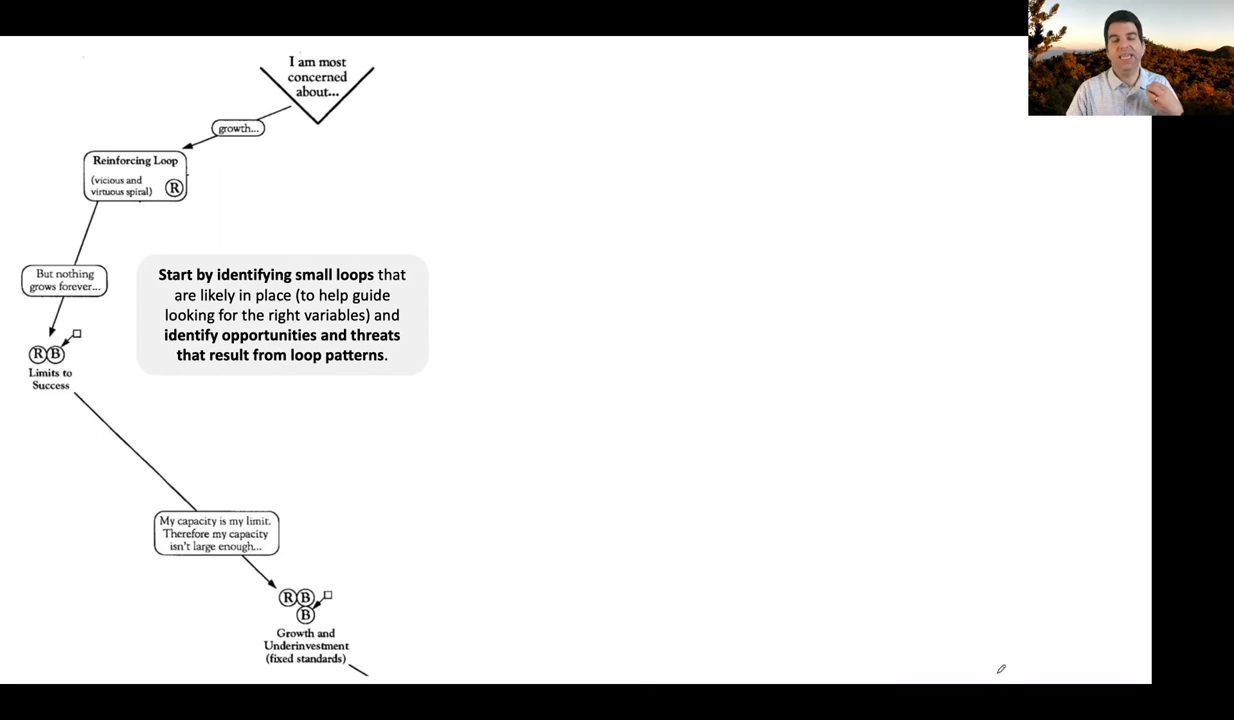 I am most
concerned
about...
growth...
Reinforcing Loop
(vicious and
virtuous spiral)
R
But nothing
grows forever...
Start by identifying small loops that
are likely in place (to help guide
looking for the right variables) and
identify opportunities and threats
that result from loop patterns.
R B
Limits to
Success
My capacity is my limit.
Therefore my capacity
isn't large enough...
R B
B
Growth and
Underinvestment
(fixed standards)